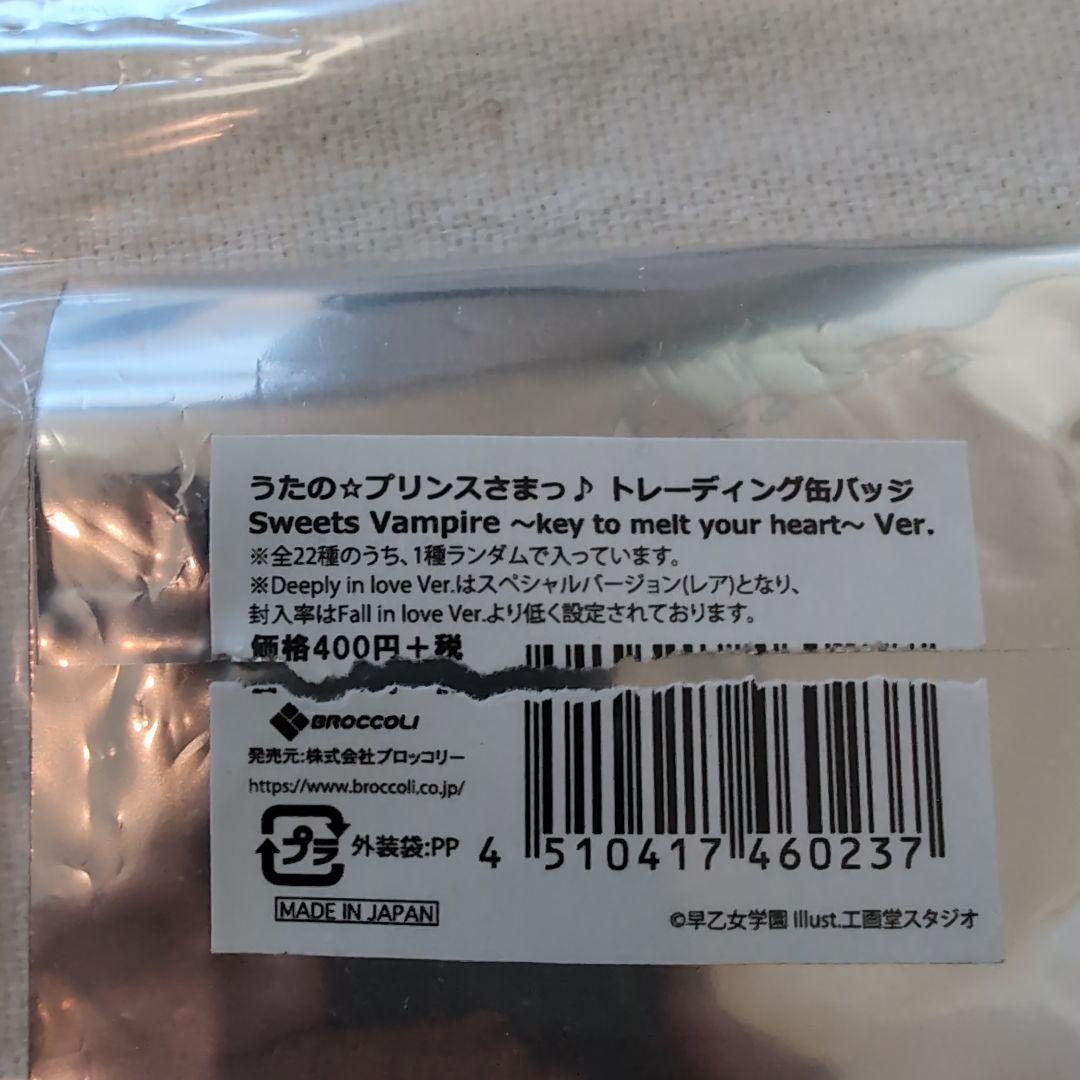 うたの☆プリンスさまっ♪ トレーディング缶バッジ
Sweets Vampire ～key to melt your heart～ Ver.
※全22種のうち、1種ランダムで入っています。
※Deeply in love Ver.はスペシャルバージョン(レア)となり、
封入率はFall in love Ver.より低く設定されております。
価格400円＋税
BROCCOLI
発売元:株式会社ブロッコリー
https://www.broccoli.co.jp/
プラ 外装袋:PP
4 510417 460237
MADE IN JAPAN
©早乙女学園 Illust.工画堂スタジオ